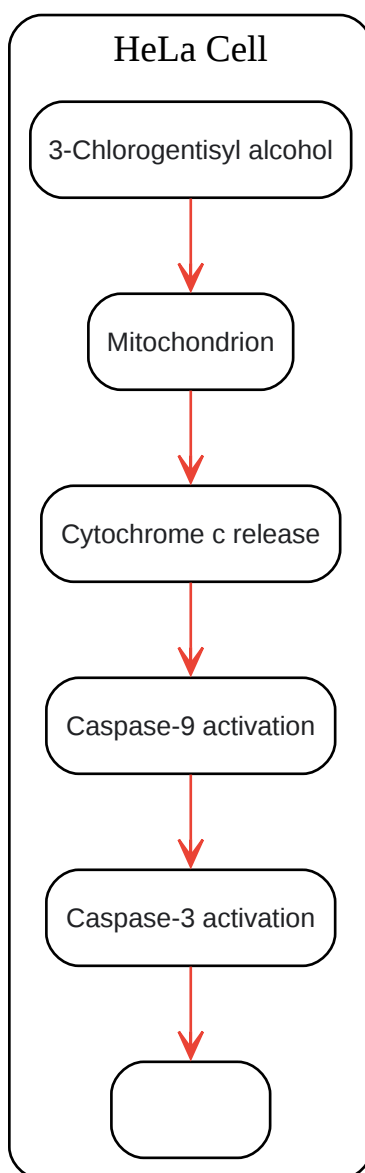 HeLa Cell
3-Chlorogentisyl alcohol
Mitochondrion
Cytochrome c release
Caspase-9 activation
Caspase-3 activation